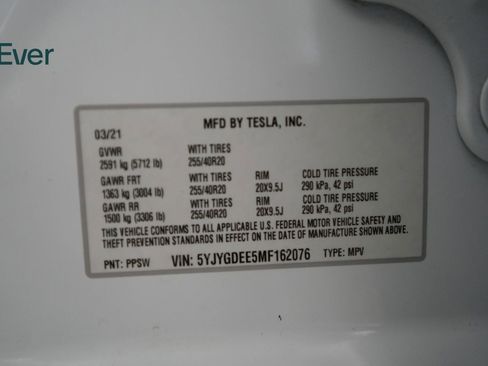 Ever
MFD BY TESLA, INC.
03/21
GVWR WITH TIRES
2591 kg (5712 lb) 255/40R20
GAWR FRT WITH TIRES RIM COLD TIRE PRESSURE
1363 kg (3004 lb) 255/40R20 20X9.5J 290 kPa, 42 psi
GAWR RR WITH TIRES RIM COLD TIRE PRESSURE
1500 kg (3306 lb) 255/40R20 20X9.5J 290 kPa, 42 psi
THIS VEHICLE CONFORMS TO ALL APPLICABLE U.S. FEDERAL MOTOR VEHICLE SAFETY AND
THEFT PREVENTION STANDARDS IN EFFECT ON THE DATE OF MANUFACTURE SHOWN ABOVE.
PNT: PPSW VIN: 5YJYGDEE5MF162076 TYPE: MPV